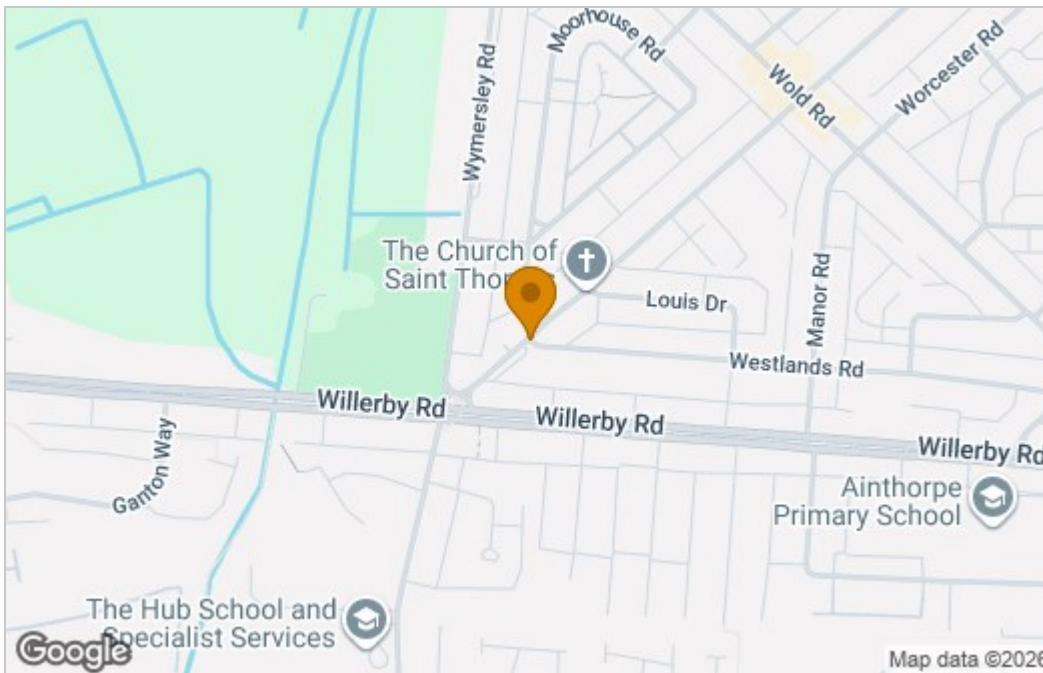 Moorhouse Rd
Wymersley Rd
Wold Rd
Worcester Rd
The Church of
Saint Tho
Louis Dr
Manor Rd
Westlands Rd
Willerby Rd
Willerby Rd
Willerby Rd
Ganton Way
Ainthorpe
Primary School
The Hub School and
Specialist Services
Google
Map data ©2026